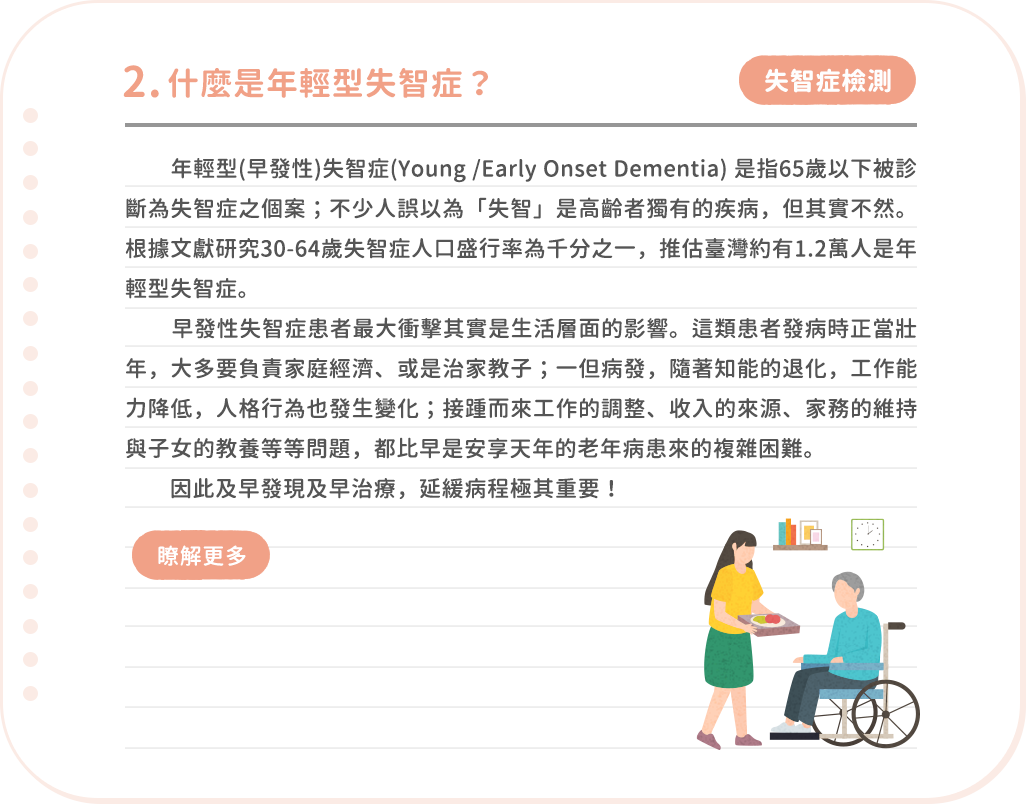 2.什麼是年輕型失智症？
失智症檢測
年輕型(早發性)失智症(Young /Early Onset Dementia) 是指65歲以下被診
斷為失智症之個案；不少人誤以為「失智」是高齡者獨有的疾病，但其實不然。
根據文獻研究30-64歲失智症人口盛行率為千分之一，推估臺灣約有1.2萬人是年
輕型失智症。
早發性失智症患者最大衝擊其實是生活層面的影響。這類患者發病時正當壯
年，大多要負責家庭經濟、或是治家教子；一但病發，隨著知能的退化，工作能
力降低，人格行為也發生變化；接踵而來工作的調整、收入的來源、家務的維持
與子女的教養等等問題，都比早是安享天年的老年病患來的複雜困難。
因此及早發現及早治療，延緩病程極其重要！
瞭解更多